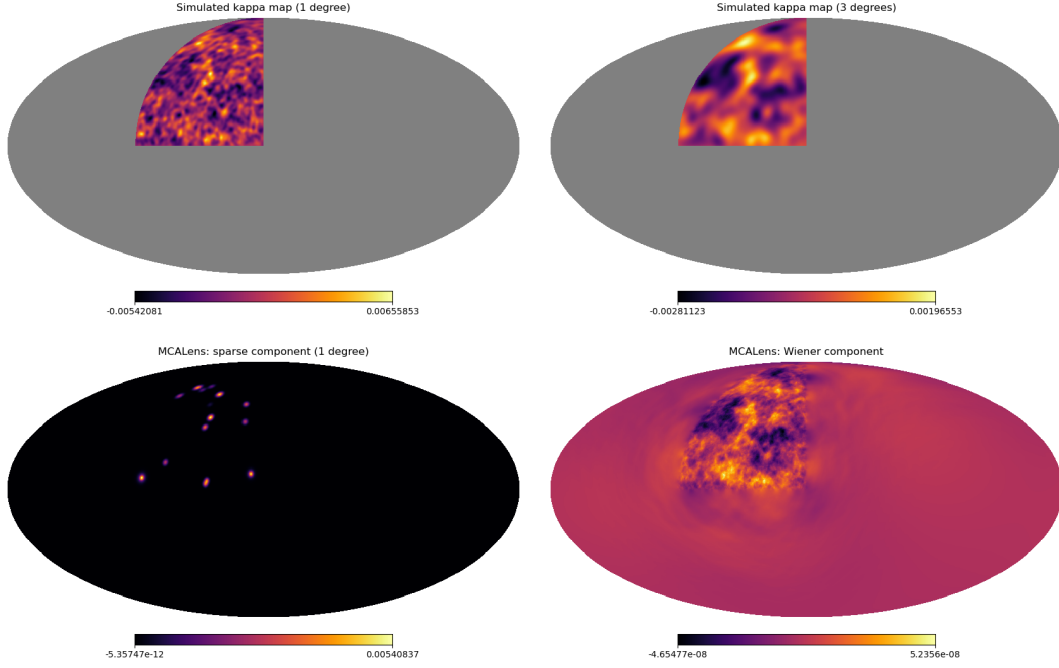 Simulated kappa map (1 degree)
Simulated kappa map (3 degrees)
-0.00542081
0.00655853
-0.00281123
0.00196553
MCALens: sparse component (1 degree)
MCALens: Wiener component
-5.35747e-12
0.00540837
-4.65477e-08
5.2356e-08